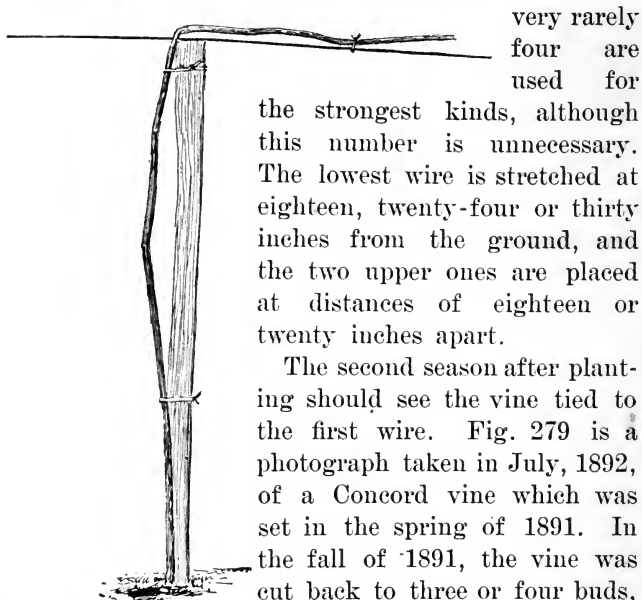 very rarely
four are
used for
the strongest kinds, although
this number is unnecessary.
The lowest wire is stretched at
eighteen, twenty-four or thirty
inches from the ground, and
the two upper ones are placed
at distances of eighteen or
twenty inches apart.
The second season after plant-
ing should see the vine tied to
the first wire. Fig. 279 is a
photograph taken in July, 1892,
of a Concord vine which was
set in the spring of 1891. In
the fall of 1891, the vine was
cut back to three or four buds,